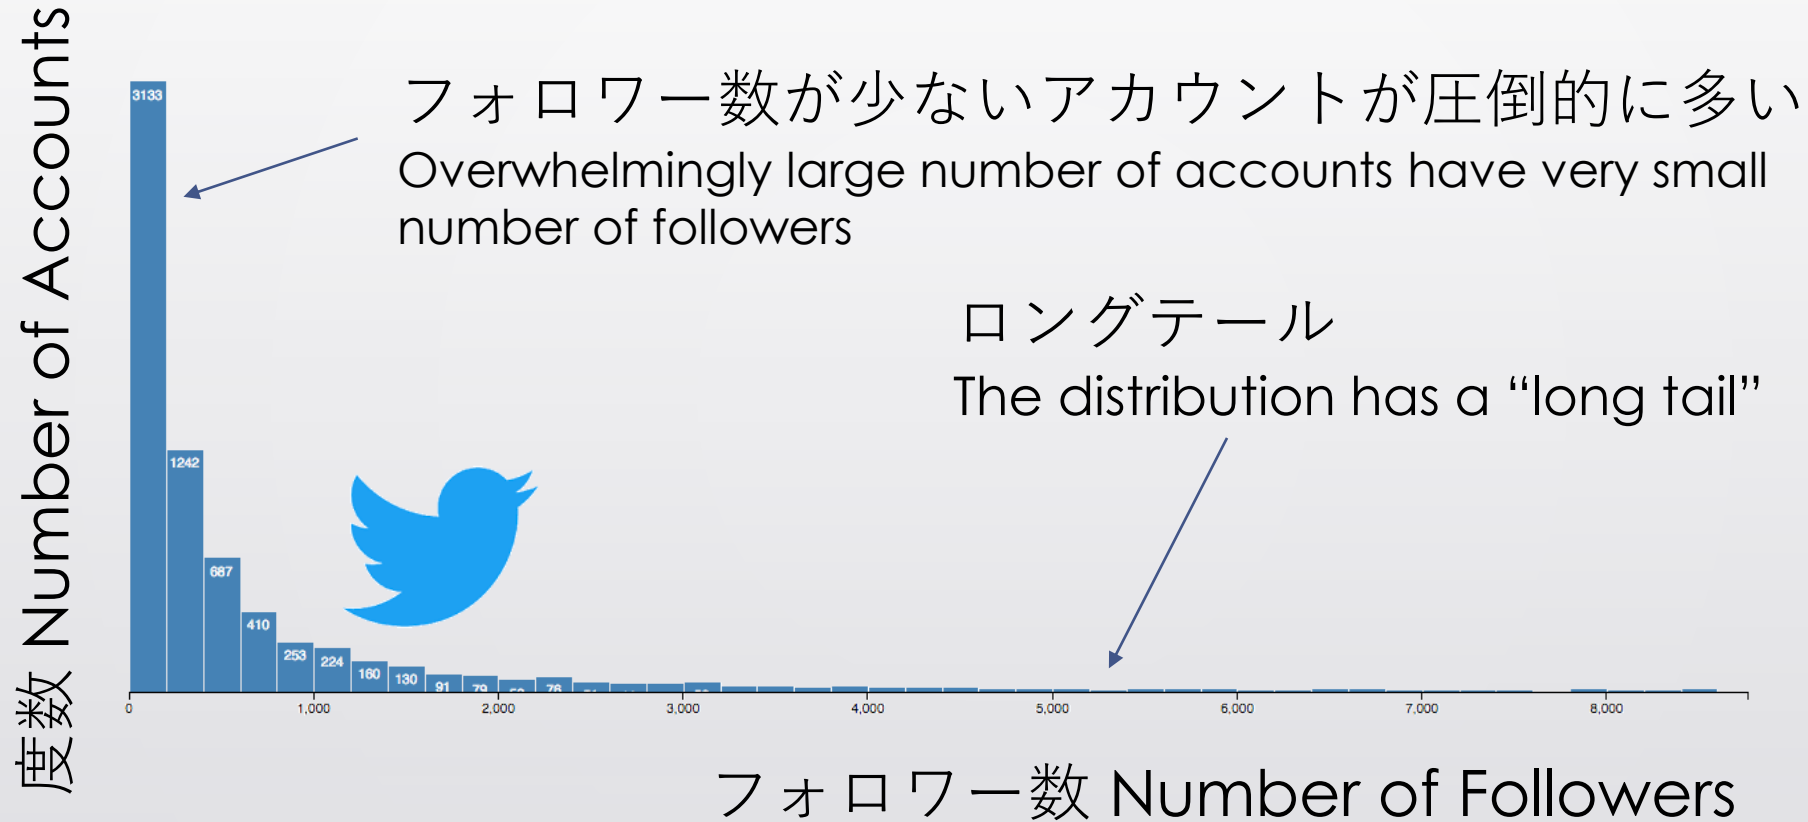 度数 Number of Accounts
フォロワー数が少ないアカウントが圧倒的に多い
Overwhelmingly large number of accounts have very small
number of followers
ロングテール
The distribution has a “long tail”
3133
1242
687
410
253
224
160
130
91
79
76
0
1,000
2,000
3,000
4,000
5,000
6,000
7,000
8,000
フォロワー数 Number of Followers